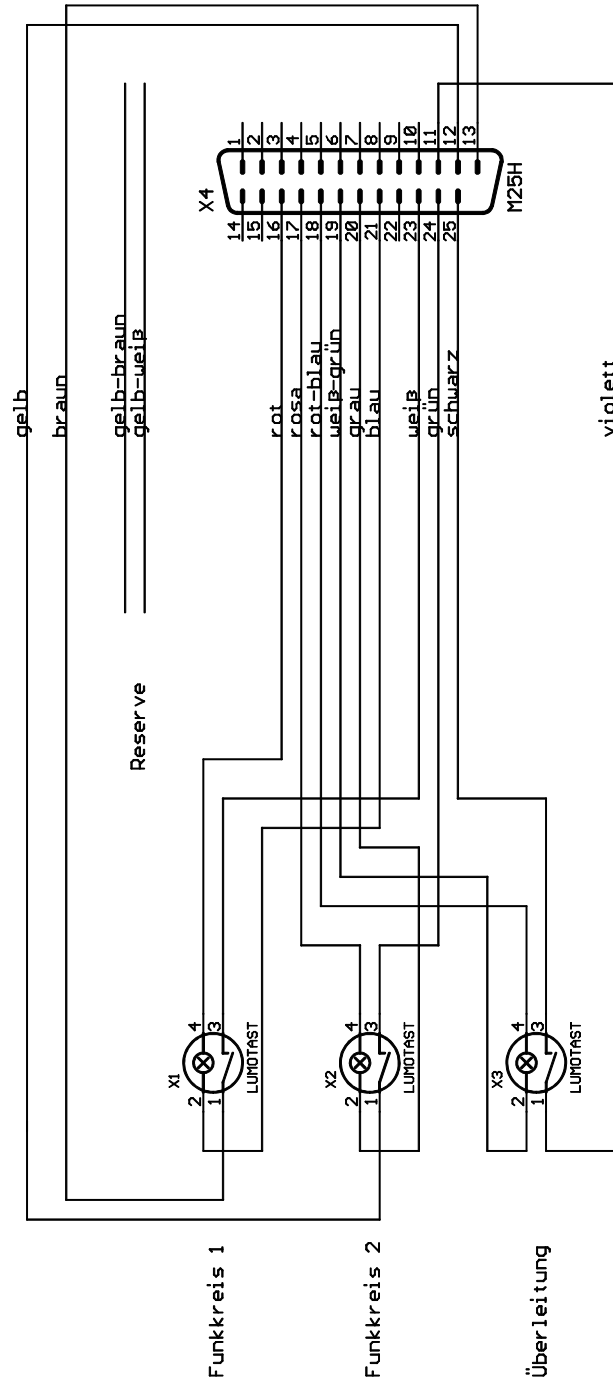 gelb
braun
gelb-braun
gelb-weiß
Reserve
X4
1
2
3
4
5
6
7
8
9
10
11
12
13
14
15
16
17
18
19
20
21
22
23
24
25
M25H
rot
rosa
rot-blau
weiß-grün
grau
blau
weiß
grün
schwarz
violett
X1
2
1
4
3
LUMOTAST
Funkkreis 1
X2
2
1
4
3
LUMOTAST
Funkkreis 2
X3
2
1
4
3
LUMOTAST
Überleitung